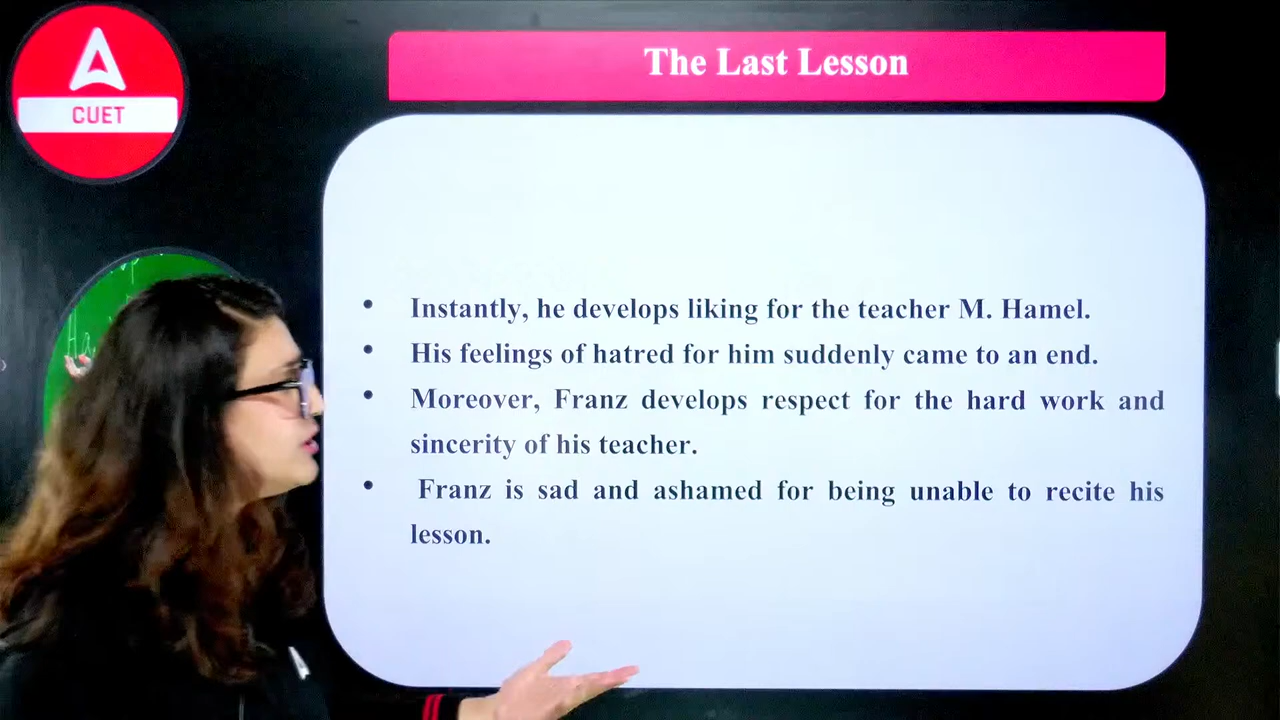 CUET
The Last Lesson
• Instantly, he develops liking for the teacher M. Hamel.
• His feelings of hatred for him suddenly came to an end.
• Moreover, Franz develops respect for the hard work and
sincerity of his teacher.
• Franz is sad and ashamed for being unable to recite his
lesson.